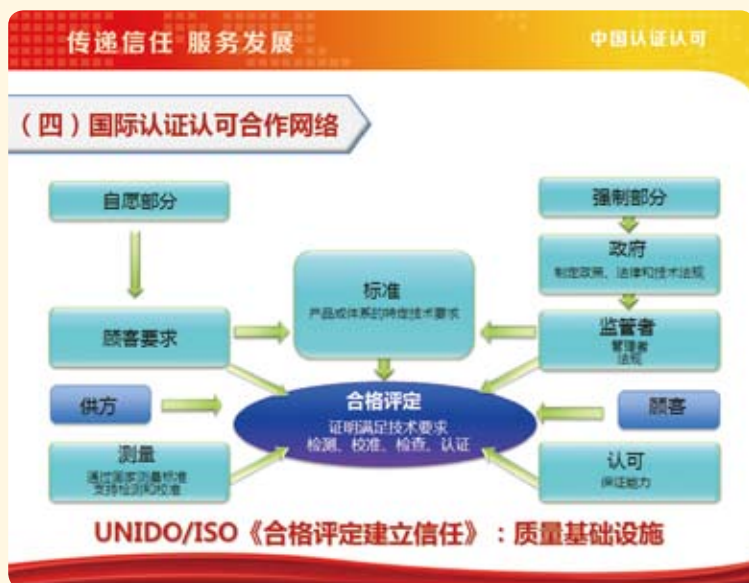 传递信任 服务发展
中国认证认可
（四）国际认证认可合作网络
自愿部分
强制部分
政府
制定政策、法律和技术法规
标准
产品或体系的特定技术要求
顾客要求
监管者
管理者
法规
供方
合格评定
证明满足技术要求
检测、校准、检查、认证
顾客
测量
通过国家测量标准
支持检测和校准
认可
保证能力
UNIDO/ISO《合格评定建立信任》：质量基础设施